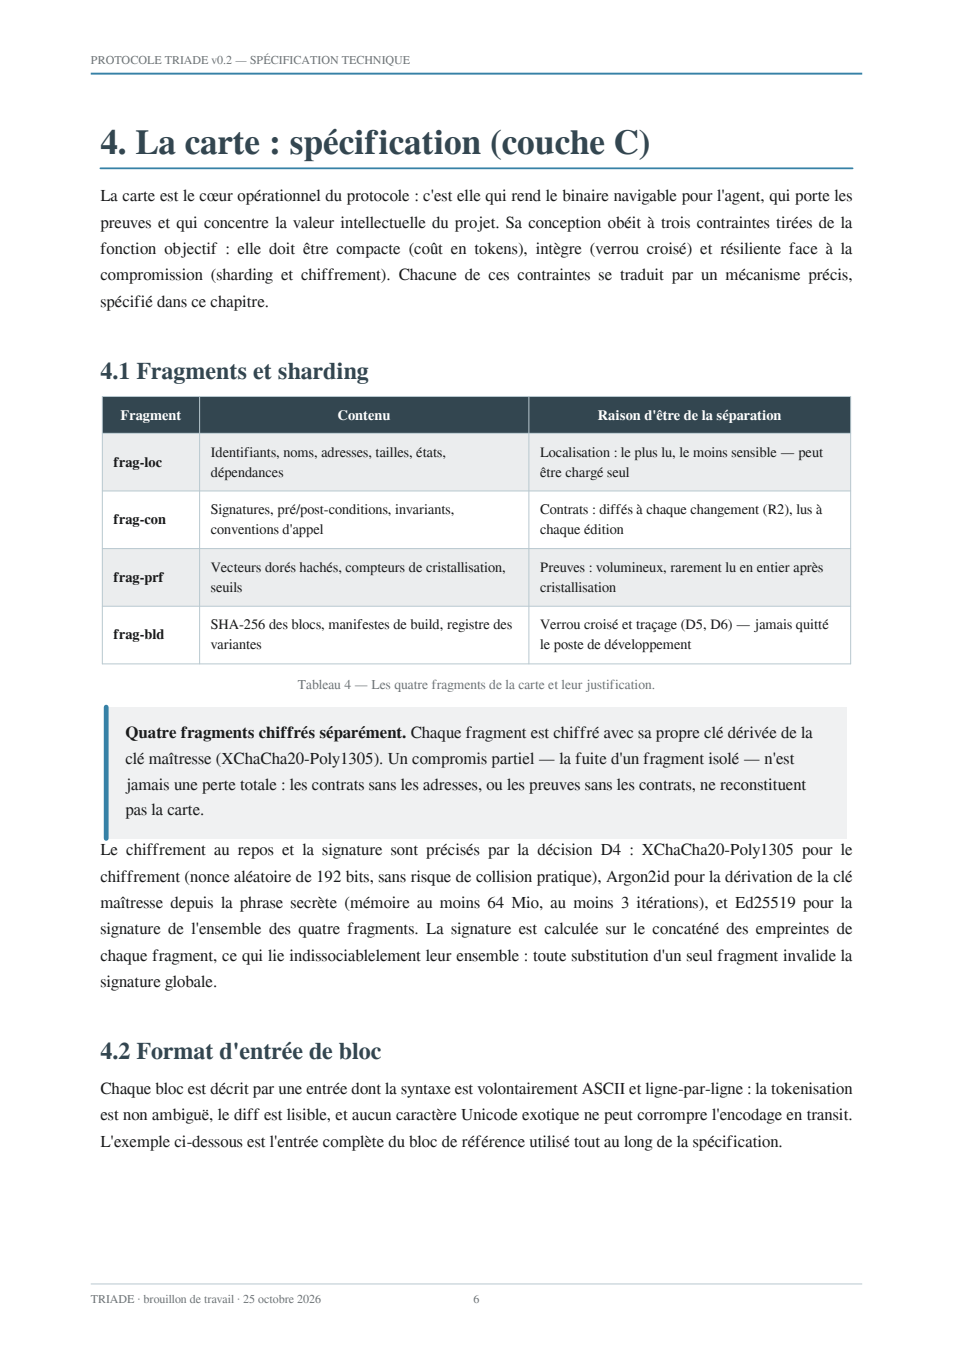 PROTOCOLE TRIADE v0.2 — SPÉCIFICATION TECHNIQUE
4. La carte : spécification (couche C)
La carte est le cœur opérationnel du protocole : c'est elle qui rend le binaire navigable pour l'agent, qui porte les
preuves et qui concentre la valeur intellectuelle du projet. Sa conception obéit à trois contraintes tirées de la
fonction objectif : elle doit être compacte (coût en tokens), intègre (verrou croisé) et résiliente face à la
compromission (sharding et chiffrement). Chacune de ces contraintes se traduit par un mécanisme précis,
spécifié dans ce chapitre.
4.1 Fragments et sharding
Fragment Contenu Raison d'être de la séparation
frag-loc
Identifiants, noms, adresses, tailles, états,
dépendances
Localisation : le plus lu, le moins sensible — peut
être chargé seul
frag-con
Signatures, pré/post-conditions, invariants,
conventions d'appel
Contrats : diffés à chaque changement (R2), lus à
chaque édition
frag-prf
Vecteurs dorés hachés, compteurs de cristallisation,
seuils
Preuves : volumineux, rarement lu en entier après
cristallisation
frag-bld
SHA-256 des blocs, manifestes de build, registre des
variantes
Verrou croisé et traçage (D5, D6) — jamais quitté
le poste de développement
Tableau 4 — Les quatre fragments de la carte et leur justification.
Quatre fragments chiffrés séparément. Chaque fragment est chiffré avec sa propre clé dérivée de la
clé maîtresse (XChaCha20-Poly1305). Un compromis partiel — la fuite d'un fragment isolé — n'est
jamais une perte totale : les contrats sans les adresses, ou les preuves sans les contrats, ne reconstituent
pas la carte.
Le chiffrement au repos et la signature sont précisés par la décision D4 : XChaCha20-Poly1305 pour le
chiffrement (nonce aléatoire de 192 bits, sans risque de collision pratique), Argon2id pour la dérivation de la clé
maîtresse depuis la phrase secrète (mémoire au moins 64 Mio, au moins 3 itérations), et Ed25519 pour la
signature de l'ensemble des quatre fragments. La signature est calculée sur le concaténé des empreintes de
chaque fragment, ce qui lie indissociablelement leur ensemble : toute substitution d'un seul fragment invalide la
signature globale.
4.2 Format d'entrée de bloc
Chaque bloc est décrit par une entrée dont la syntaxe est volontairement ASCII et ligne-par-ligne : la tokenisation
est non ambiguë, le diff est lisible, et aucun caractère Unicode exotique ne peut corrompre l'encodage en transit.
L'exemple ci-dessous est l'entrée complète du bloc de référence utilisé tout au long de la spécification.
TRIADE · brouillon de travail · 25 octobre 2026 6